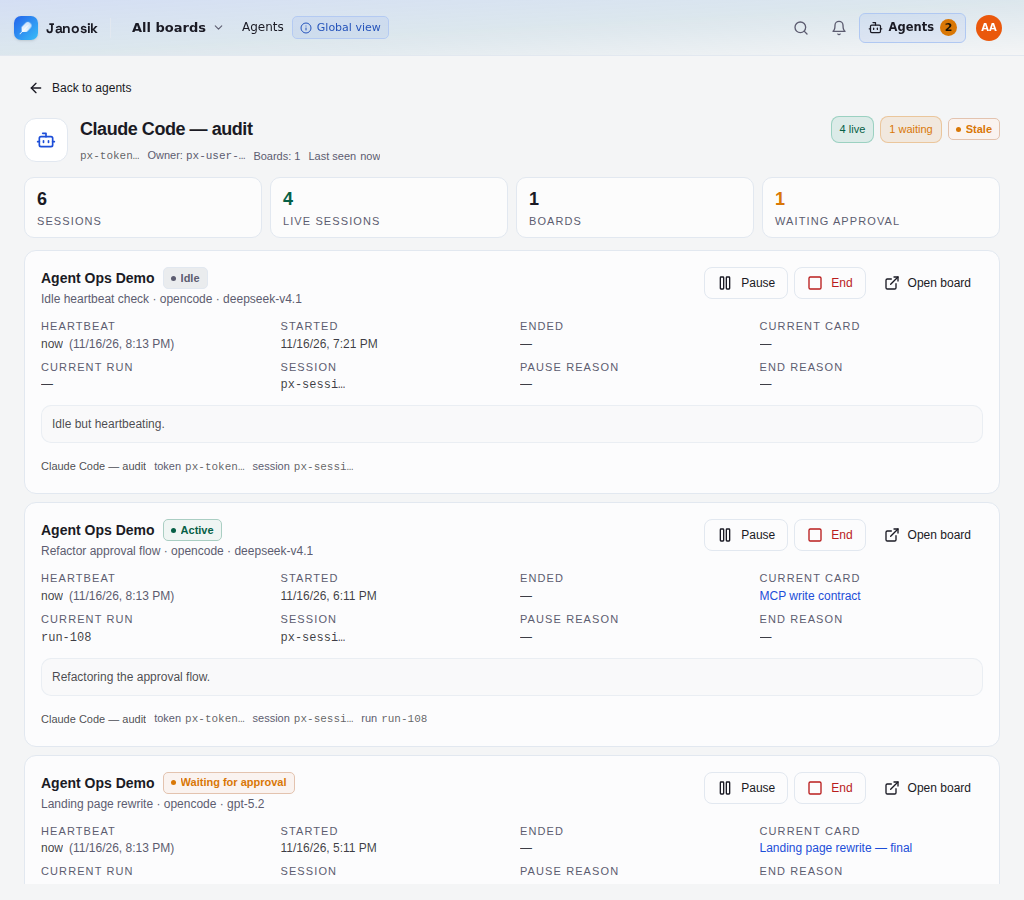 Janosik
All boards
Agents
Global view
Agents 2
AA
Back to agents
Claude Code — audit
px-token… Owner: px-user-… Boards: 1 Last seen now
4 live
1 waiting
Stale
6
SESSIONS
4
LIVE SESSIONS
1
BOARDS
1
WAITING APPROVAL
Agent Ops Demo Idle
Idle heartbeat check · opencode · deepseek-v4.1
Pause
End
Open board
HEARTBEAT STARTED ENDED CURRENT CARD
now (11/16/26, 8:13 PM) 11/16/26, 7:21 PM — —
CURRENT RUN SESSION PAUSE REASON END REASON
— px-sessi… — —
Idle but heartbeating.
Claude Code — audit token px-token… session px-sessi…
Agent Ops Demo Active
Refactor approval flow · opencode · deepseek-v4.1
Pause
End
Open board
HEARTBEAT STARTED ENDED CURRENT CARD
now (11/16/26, 8:13 PM) 11/16/26, 6:11 PM — MCP write contract
CURRENT RUN SESSION PAUSE REASON END REASON
run-108 px-sessi… — —
Refactoring the approval flow.
Claude Code — audit token px-token… session px-sessi… run run-108
Agent Ops Demo Waiting for approval
Landing page rewrite · opencode · gpt-5.2
Pause
End
Open board
HEARTBEAT STARTED ENDED CURRENT CARD
now (11/16/26, 8:13 PM) 11/16/26, 5:11 PM — Landing page rewrite — final
CURRENT RUN SESSION PAUSE REASON END REASON